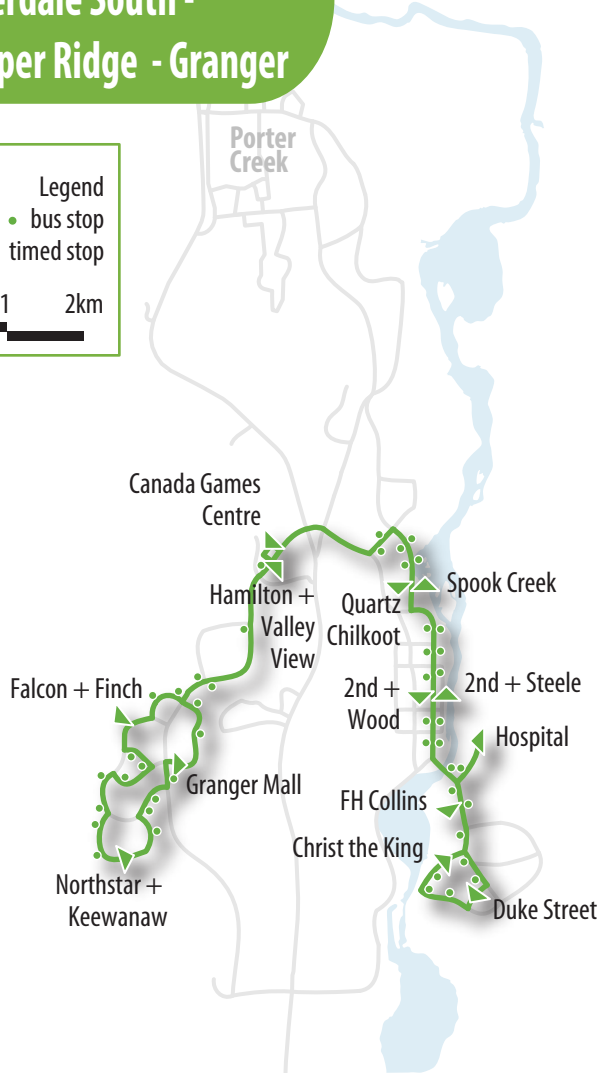 per Ridge - Granger
Porter
Creek
Legend
bus stop
timed stop
1 2km
Canada Games
Centre
Hamilton +
Valley
View
Quartz
Chilkoot
Spook Creek
Falcon + Finch
2nd +
Wood
2nd + Steele
Hospital
Granger Mall
FH Collins
Christ the King
Northstar +
Keewanaw
Duke Street